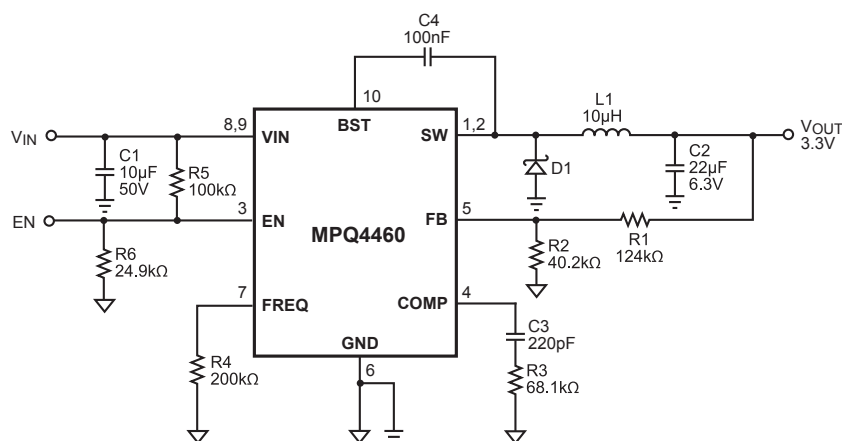 C4
100nF
10
BST
L1
10µH
VIN
8,9
VIN
SW
1,2
VOUT
3.3V
C1
10µF
50V
R5
100kΩ
D1
C2
22µF
6.3V
EN
3
EN
MPQ4460
FB
5
R6
24.9kΩ
R2
40.2kΩ
R1
124kΩ
7
FREQ
COMP
4
GND
6
C3
220pF
R4
200kΩ
R3
68.1kΩ